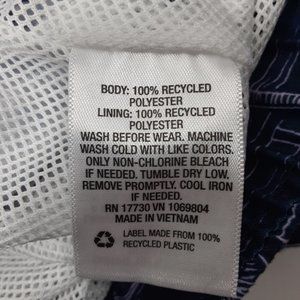 BODY: 100% RECYCLED
POLYESTER
LINING: 100% RECYCLED
POLYESTER
WASH BEFORE WEAR. MACHINE
WASH COLD WITH LIKE COLORS.
ONLY NON-CHLORINE BLEACH
IF NEEDED. TUMBLE DRY LOW.
REMOVE PROMPTLY. COOL IRON
IF NEEDED.
RN 17730 VN 1069804
MADE IN VIETNAM
LABEL MADE FROM 100%
RECYCLED PLASTIC